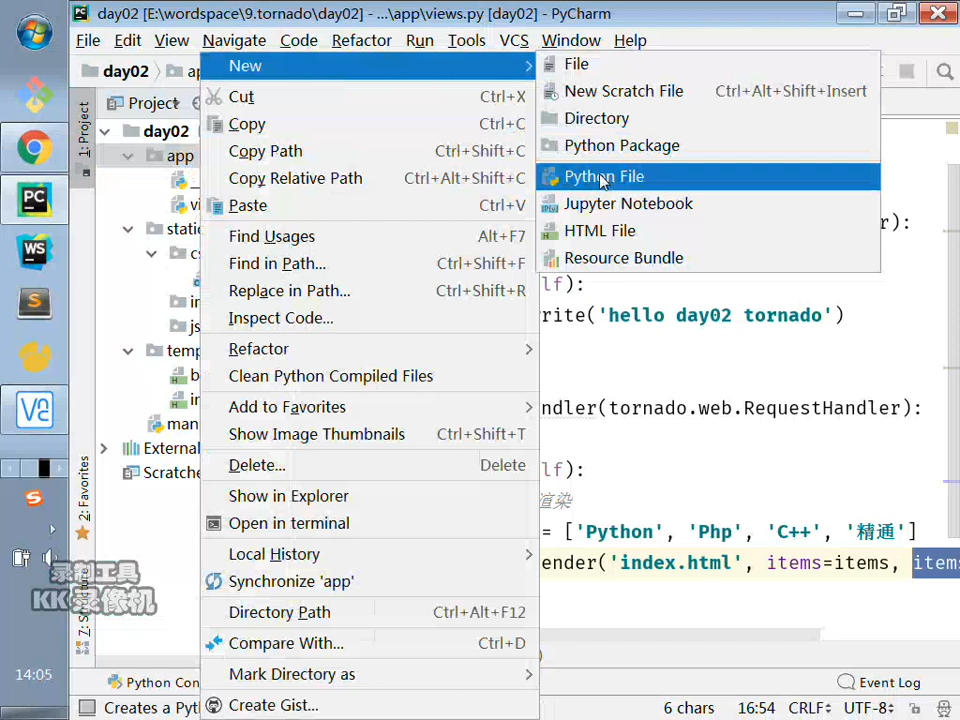 day02 [E:\wordspace\9.tornado\day02] - ...\app\views.py [day02] - PyCharm
File Edit View Navigate Code Refactor Run Tools VCS Window Help
day02
New
File
New Scratch File Ctrl+Alt+Shift+Insert
Directory
Python Package
Python File
Jupyter Notebook
HTML File
Resource Bundle
1: Project
Project
day02
app
Cut Ctrl+X
Copy Ctrl+C
Copy Path Ctrl+Shift+C
Copy Relative Path Ctrl+Alt+Shift+C
Paste Ctrl+V
Find Usages Alt+F7
Find in Path... Ctrl+Shift+F
Replace in Path... Ctrl+Shift+R
Inspect Code...
Refactor
Clean Python Compiled Files
Add to Favorites
Show Image Thumbnails Ctrl+Shift+T
Delete... Delete
Show in Explorer
Open in terminal
Local History
Synchronize 'app'
Directory Path Ctrl+Alt+F12
Compare With... Ctrl+D
Mark Directory as
Create Gist...
r):
lf):
rite('hello day02 tornado')
ndler(tornado.web.RequestHandler):
lf):
渲染
= ['Python', 'Php', 'C++', '精通']
ender('index.html', items=items, items
stati
cs
in
js
temp
b
in
man
External
Scratche
2: Favorites
7: Structure
录制工具
KK录像机
14:05
Python Con
Event Log
Creates a Pyt
6 chars 16:54 CRLF UTF-8